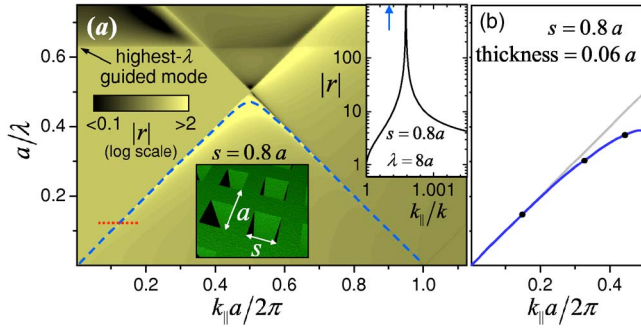 (a)
highest-λ
guided mode
<0.1 |r| >2
(log scale)
s = 0.8 a
a
s
a/λ
0.6
0.4
0.2
0.2 0.4 0.6 0.8 1.0
k∥a/2π
|r|
100
10
1
s = 0.8a
λ = 8a
1 1.001
k∥/k
(b)
s = 0.8 a
thickness = 0.06 a
0 0.2 0.4
k∥a/2π